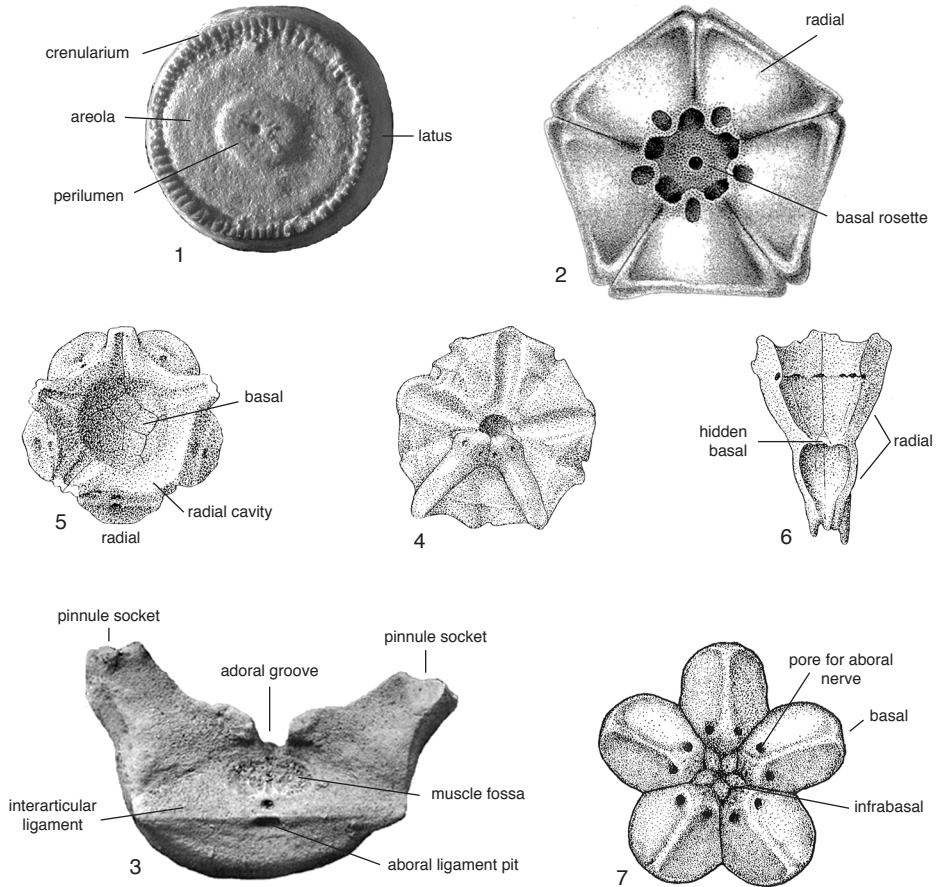 crenularium
areola
perilumen
latus
1
radial
basal rosette
2
basal
radial cavity
5
radial
4
hidden
basal
radial
6
pinnule socket
adoral groove
pinnule socket
interarticular
ligament
muscle fossa
aboral ligament pit
3
pore for aboral
nerve
basal
infrabasal
7